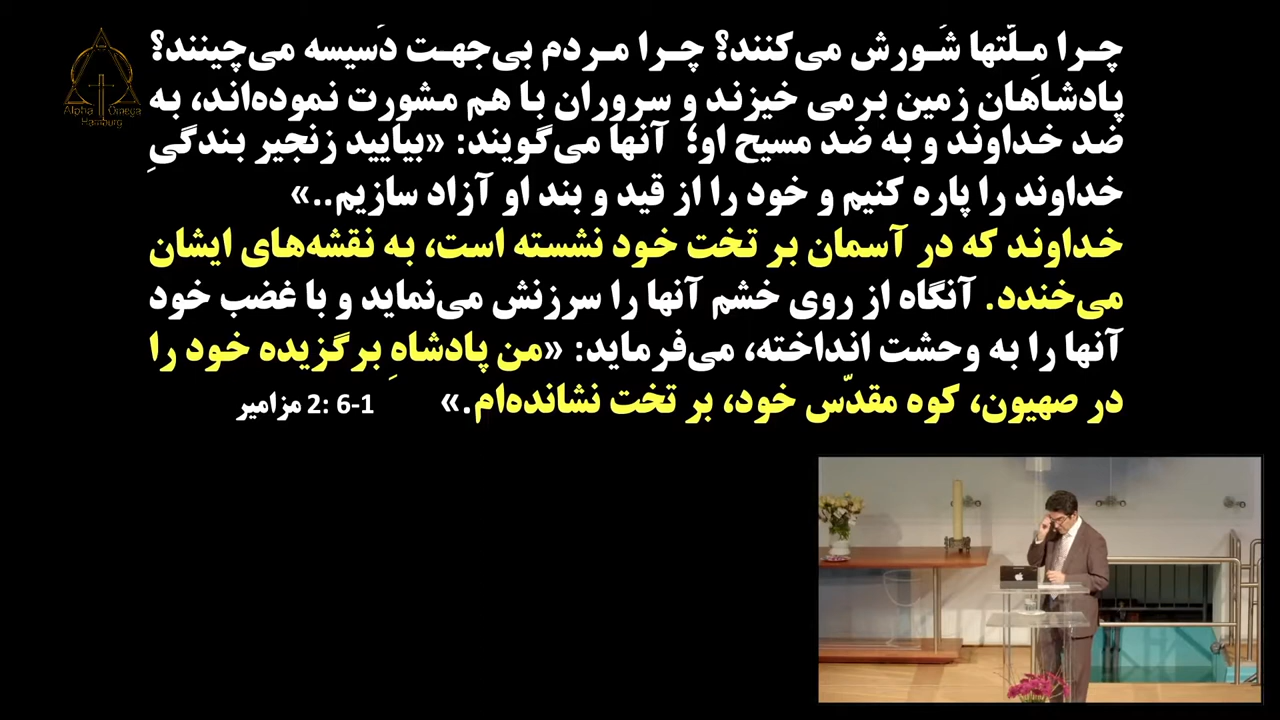 چرا ملّتها شورش می‌کنند؟ چرا مردم بی‌جهت دسیسه می‌چینند؟
پادشاهان زمین برمی خیزند و سروران با هم مشورت نموده‌اند، به
ضد خداوند و به ضد مسیح او؛ آنها می‌گویند: «بیایید زنجیر بندگیِ
خداوند را پاره کنیم و خود را از قید و بند او آزاد سازیم..»
خداوند که در آسمان بر تخت خود نشسته است، به نقشه‌های ایشان
می‌خندد. آنگاه از روی خشم آنها را سرزنش می‌نماید و با غضب خود
آنها را به وحشت انداخته، می‌فرماید: «من پادشاهِ برگزیده خود را
در صهیون، کوه مقدّس خود، بر تخت نشانده‌ام.» مزامیر 2: 6-1
Alpha Omega
Hamburg